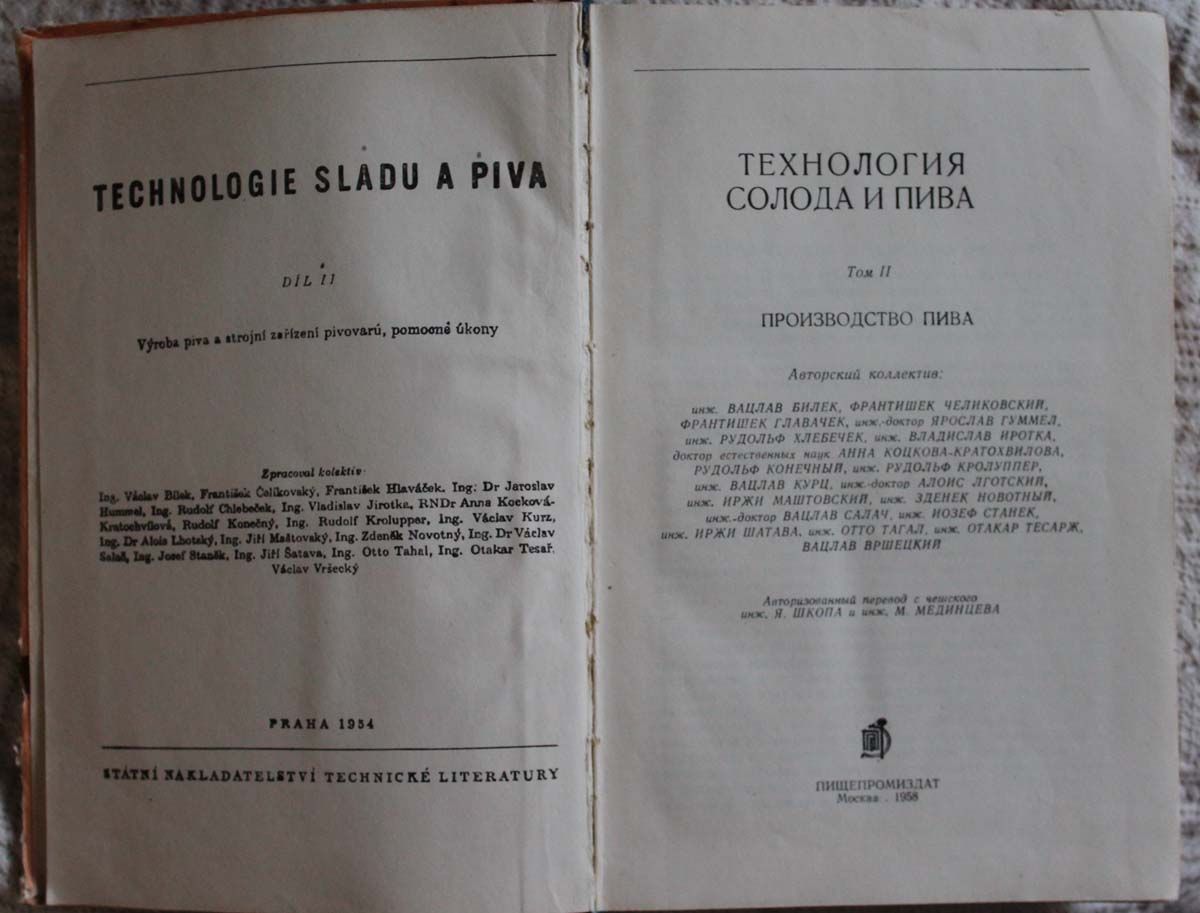 TECHNOLOGIE SLÁDU A PIVA
DÍL II
Výroba piva a strojní zařízení pivovarú, pomocné úkony
Zpracoval kolektiv:
Ing. Václav Bílek, František Čelikovský, František Hlaváček. Ing: Dr Jaroslav
Hummel, Ing. Rudolf Chlebeček, Ing. Vladislav Jirotka, RNDr Anna Kocková-
Kratochvílová, Rudolf Konečný, Ing. Rudolf Krolupper, Ing. Václav Kurz,
Ing. Dr Alois Lhotský, Ing. Jiří Maštovský, Ing. Zdeněk Novotný, Ing. Dr Václav
Salač, Ing. Josef Staněk, Ing. Jiří Šatava, Ing. Otto Tahal, Ing. Otakar Tesař,
Václav Vršecký
PRAHA 1954
STÁTNÍ NAKLADATELSTVÍ TECHNICKÉ LITERATURY
ТЕХНОЛОГИЯ
СОЛОДА И ПИВА
Том II
ПРОИЗВОДСТВО ПИВА
Авторский коллектив:
инж. ВАЦЛАВ БИЛЕК, ФРАНТИШЕК ЧЕЛИКОВСКИЙ,
ФРАНТИШЕК ГЛАВАЧЕК, инж.-доктор ЯРОСЛАВ ГУММЕЛ,
инж. РУДОЛЬФ ХЛЕБЕЧЕК, инж. ВЛАДИСЛАВ ИРОТКА,
доктор естественных наук АННА КОЦКОВА-КРАТОХВИЛОВА,
РУДОЛЬФ КОНЕЧНЫЙ, инж. РУДОЛЬФ КРОЛУППЕР,
инж. ВАЦЛАВ КУРЦ, инж.-доктор АЛОИС ЛГОТСКИЙ,
инж. ИРЖИ МАШТОВСКИЙ, инж. ЗДЕНЕК НОВОТНЫЙ,
инж.-доктор ВАЦЛАВ САЛАЧ, инж. ИОЗЕФ СТАНЕК,
инж. ИРЖИ ШАТАВА, инж. ОТТО ТАГАЛ, инж. ОТАКАР ТЕСАРЖ,
ВАЦЛАВ ВРШЕЦКИЙ
Авторизованный перевод с чешского
инж. Я. ШКОПА и инж. М. МЕДИНЦЕВА
ПИЩЕПРОМИЗДАТ
Москва . 1958